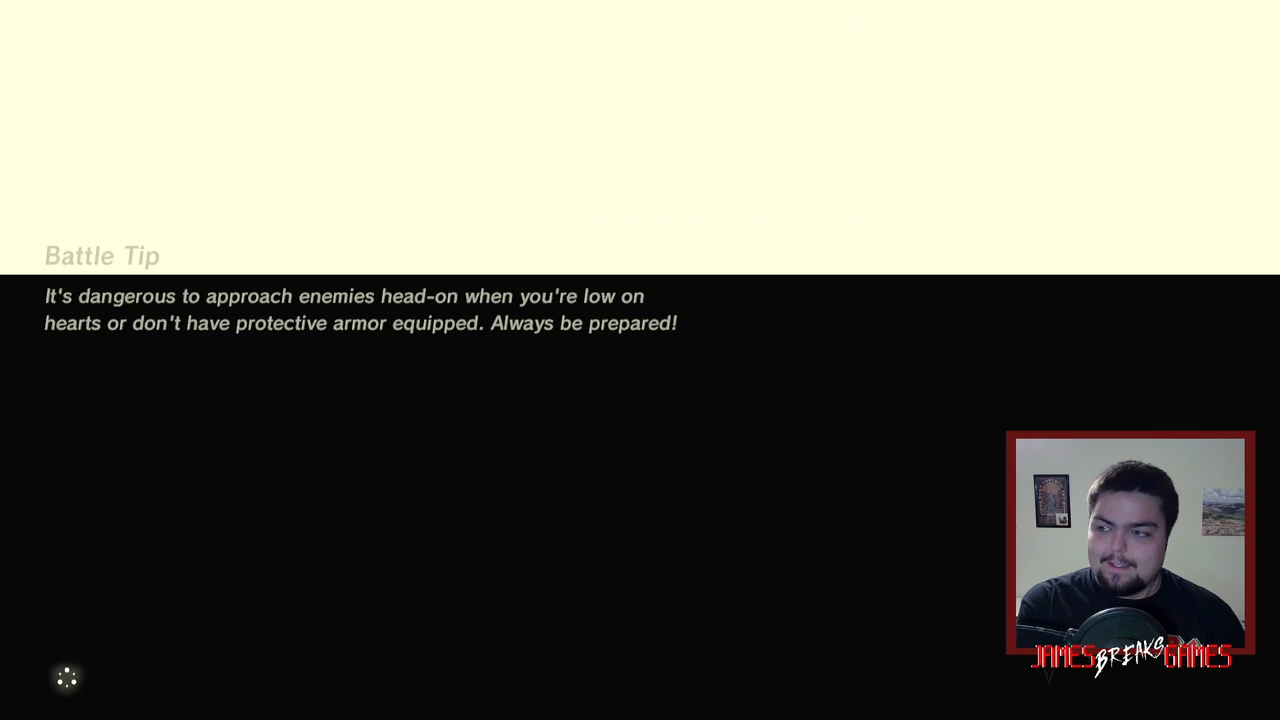 Battle Tip
It's dangerous to approach enemies head-on when you're low on
hearts or don't have protective armor equipped. Always be prepared!
JAMES BREAKS GAMES